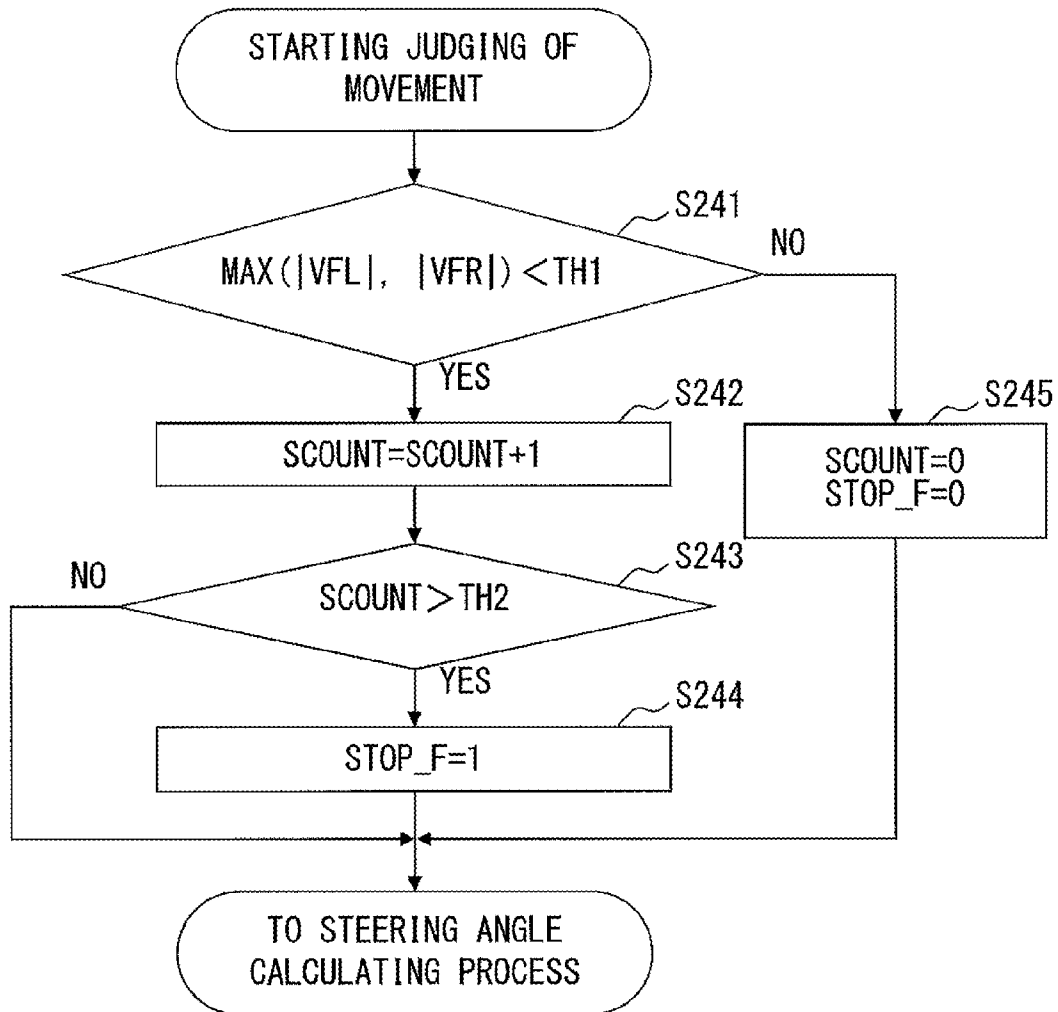 STARTING JUDGING OF
MOVEMENT
S241
NO
MAX(|VFL|, |VFR|)<TH1
YES
S242
S245
SCOUNT=SCOUNT+1
SCOUNT=0
STOP_F=0
S243
NO
SCOUNT>TH2
YES
S244
STOP_F=1
TO STEERING ANGLE
CALCULATING PROCESS